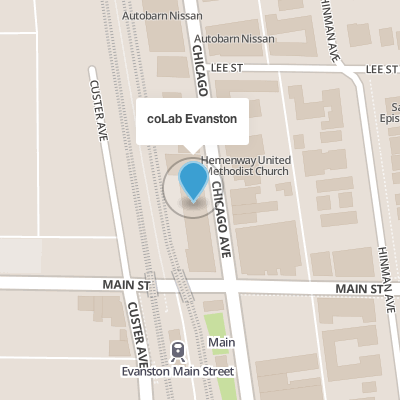 Autobarn Nissan
HINMAN AVE
Autobarn Nissan
CHICAGO
LEE ST
LEE ST
CUSTER AVE
coLab Evanston
Epis
Hemenway United
Methodist Church
CHICAGO AVE
HINMAN AVE
MAIN ST
MAIN ST
CUSTER AVE
Main
Evanston Main Street